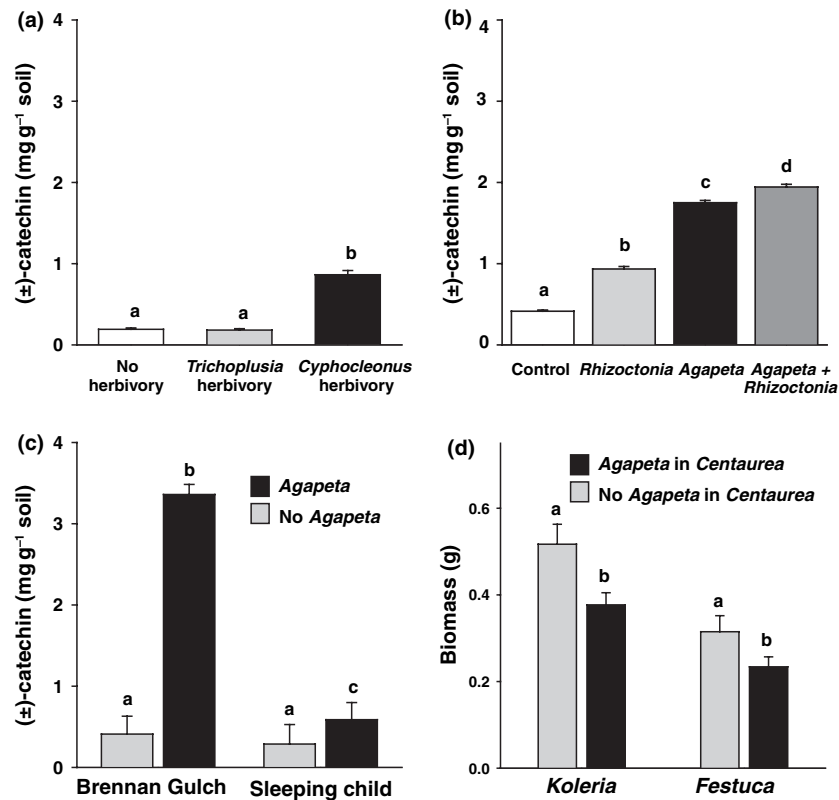 (a)
4
3
2
1
0
(±)-catechin (mg g⁻¹ soil)
a
a
b
No
herbivory
Trichoplusia
herbivory
Cyphocleonus
herbivory
(b)
4
3
2
1
0
(±)-catechin (mg g⁻¹ soil)
a
b
c
d
Control
Rhizoctonia
Agapeta
Agapeta +
Rhizoctonia
(c)
4
3
2
1
0
(±)-catechin (mg g⁻¹ soil)
Agapeta
No Agapeta
a
b
a
c
Brennan Gulch
Sleeping child
(d)
0.6
0.4
0.2
0.0
Biomass (g)
Agapeta in Centaurea
No Agapeta in Centaurea
a
b
a
b
Koleria
Festuca